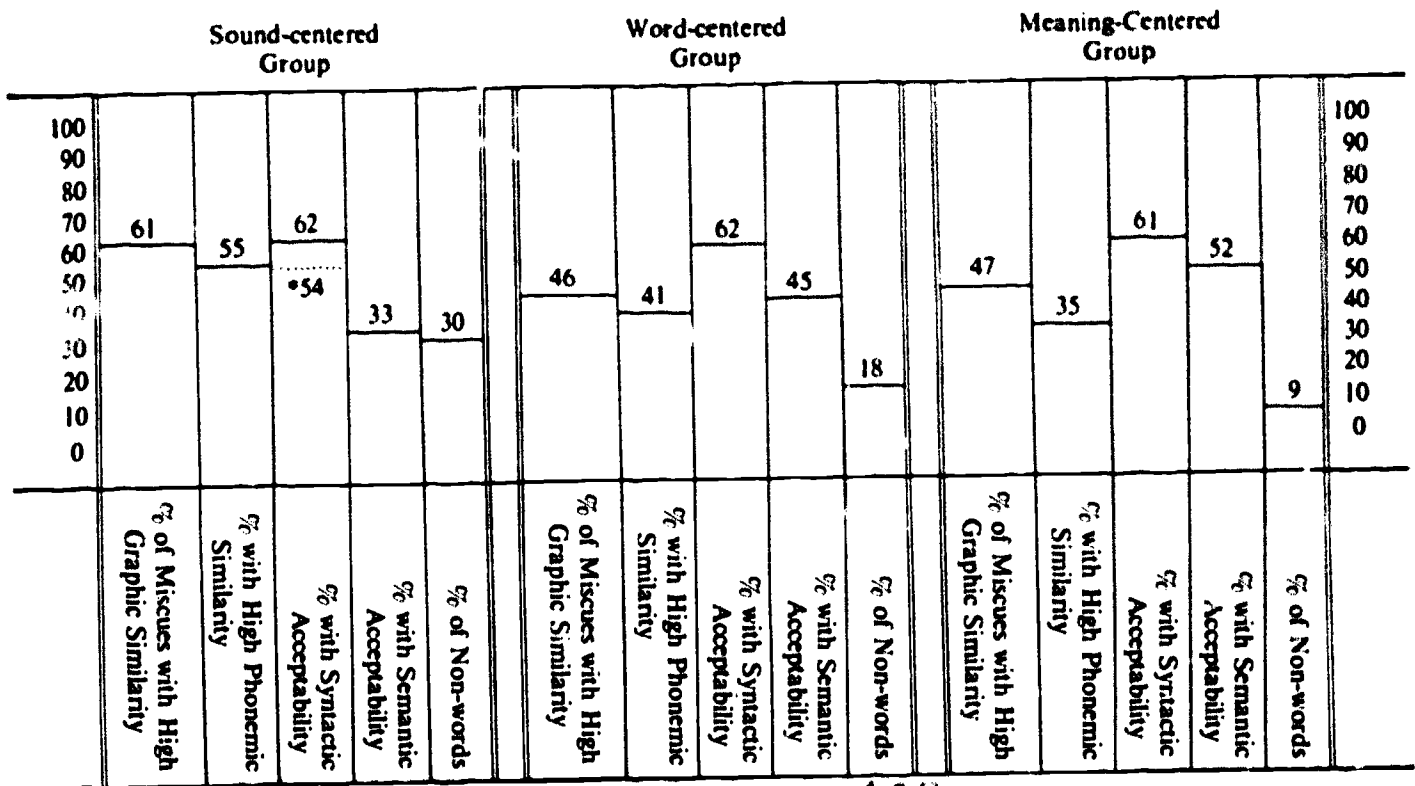 Sound-centered
Group
Word-centered
Group
Meaning-Centered
Group
100
90
80
70
60
50
30
20
10
0
61
55
62
*54
33
30
46
41
62
45
18
47
35
61
52
9
100
90
80
70
60
50
40
30
20
10
0
% of Miscues with High
Graphic Similarity
% with High Phonemic
Similarity
% with Syntactic
Acceptability
% with Semantic
Acceptability
% of Non-words
% of Miscues with High
Graphic Similarity
% with High Phonemic
Similarity
% with Syntactic
Acceptability
% with Semantic
Acceptability
% of Non-words
% of Miscues with High
Graphic Similarity
% with High Phonemic
Similarity
% with Syntactic
Acceptability
% with Semantic
Acceptability
% of Non-words